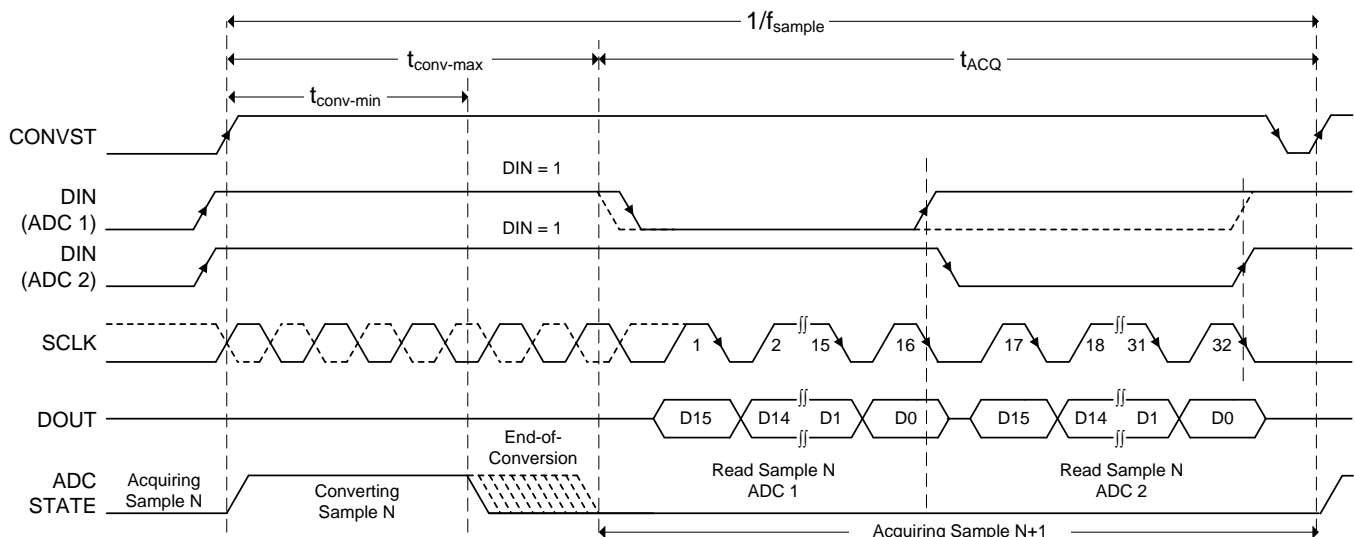 1/fsample
tconv-max
tACQ
tconv-min
CONVST
DIN = 1
DIN
(ADC 1)
DIN = 1
DIN
(ADC 2)
SCLK
1
2
15
16
17
18
31
32
DOUT
D15
D14
D1
D0
D15
D14
D1
D0
End-of-
Conversion
ADC
STATE
Acquiring
Sample N
Converting
Sample N
Read Sample N
ADC 1
Read Sample N
ADC 2
Acquiring Sample N+1